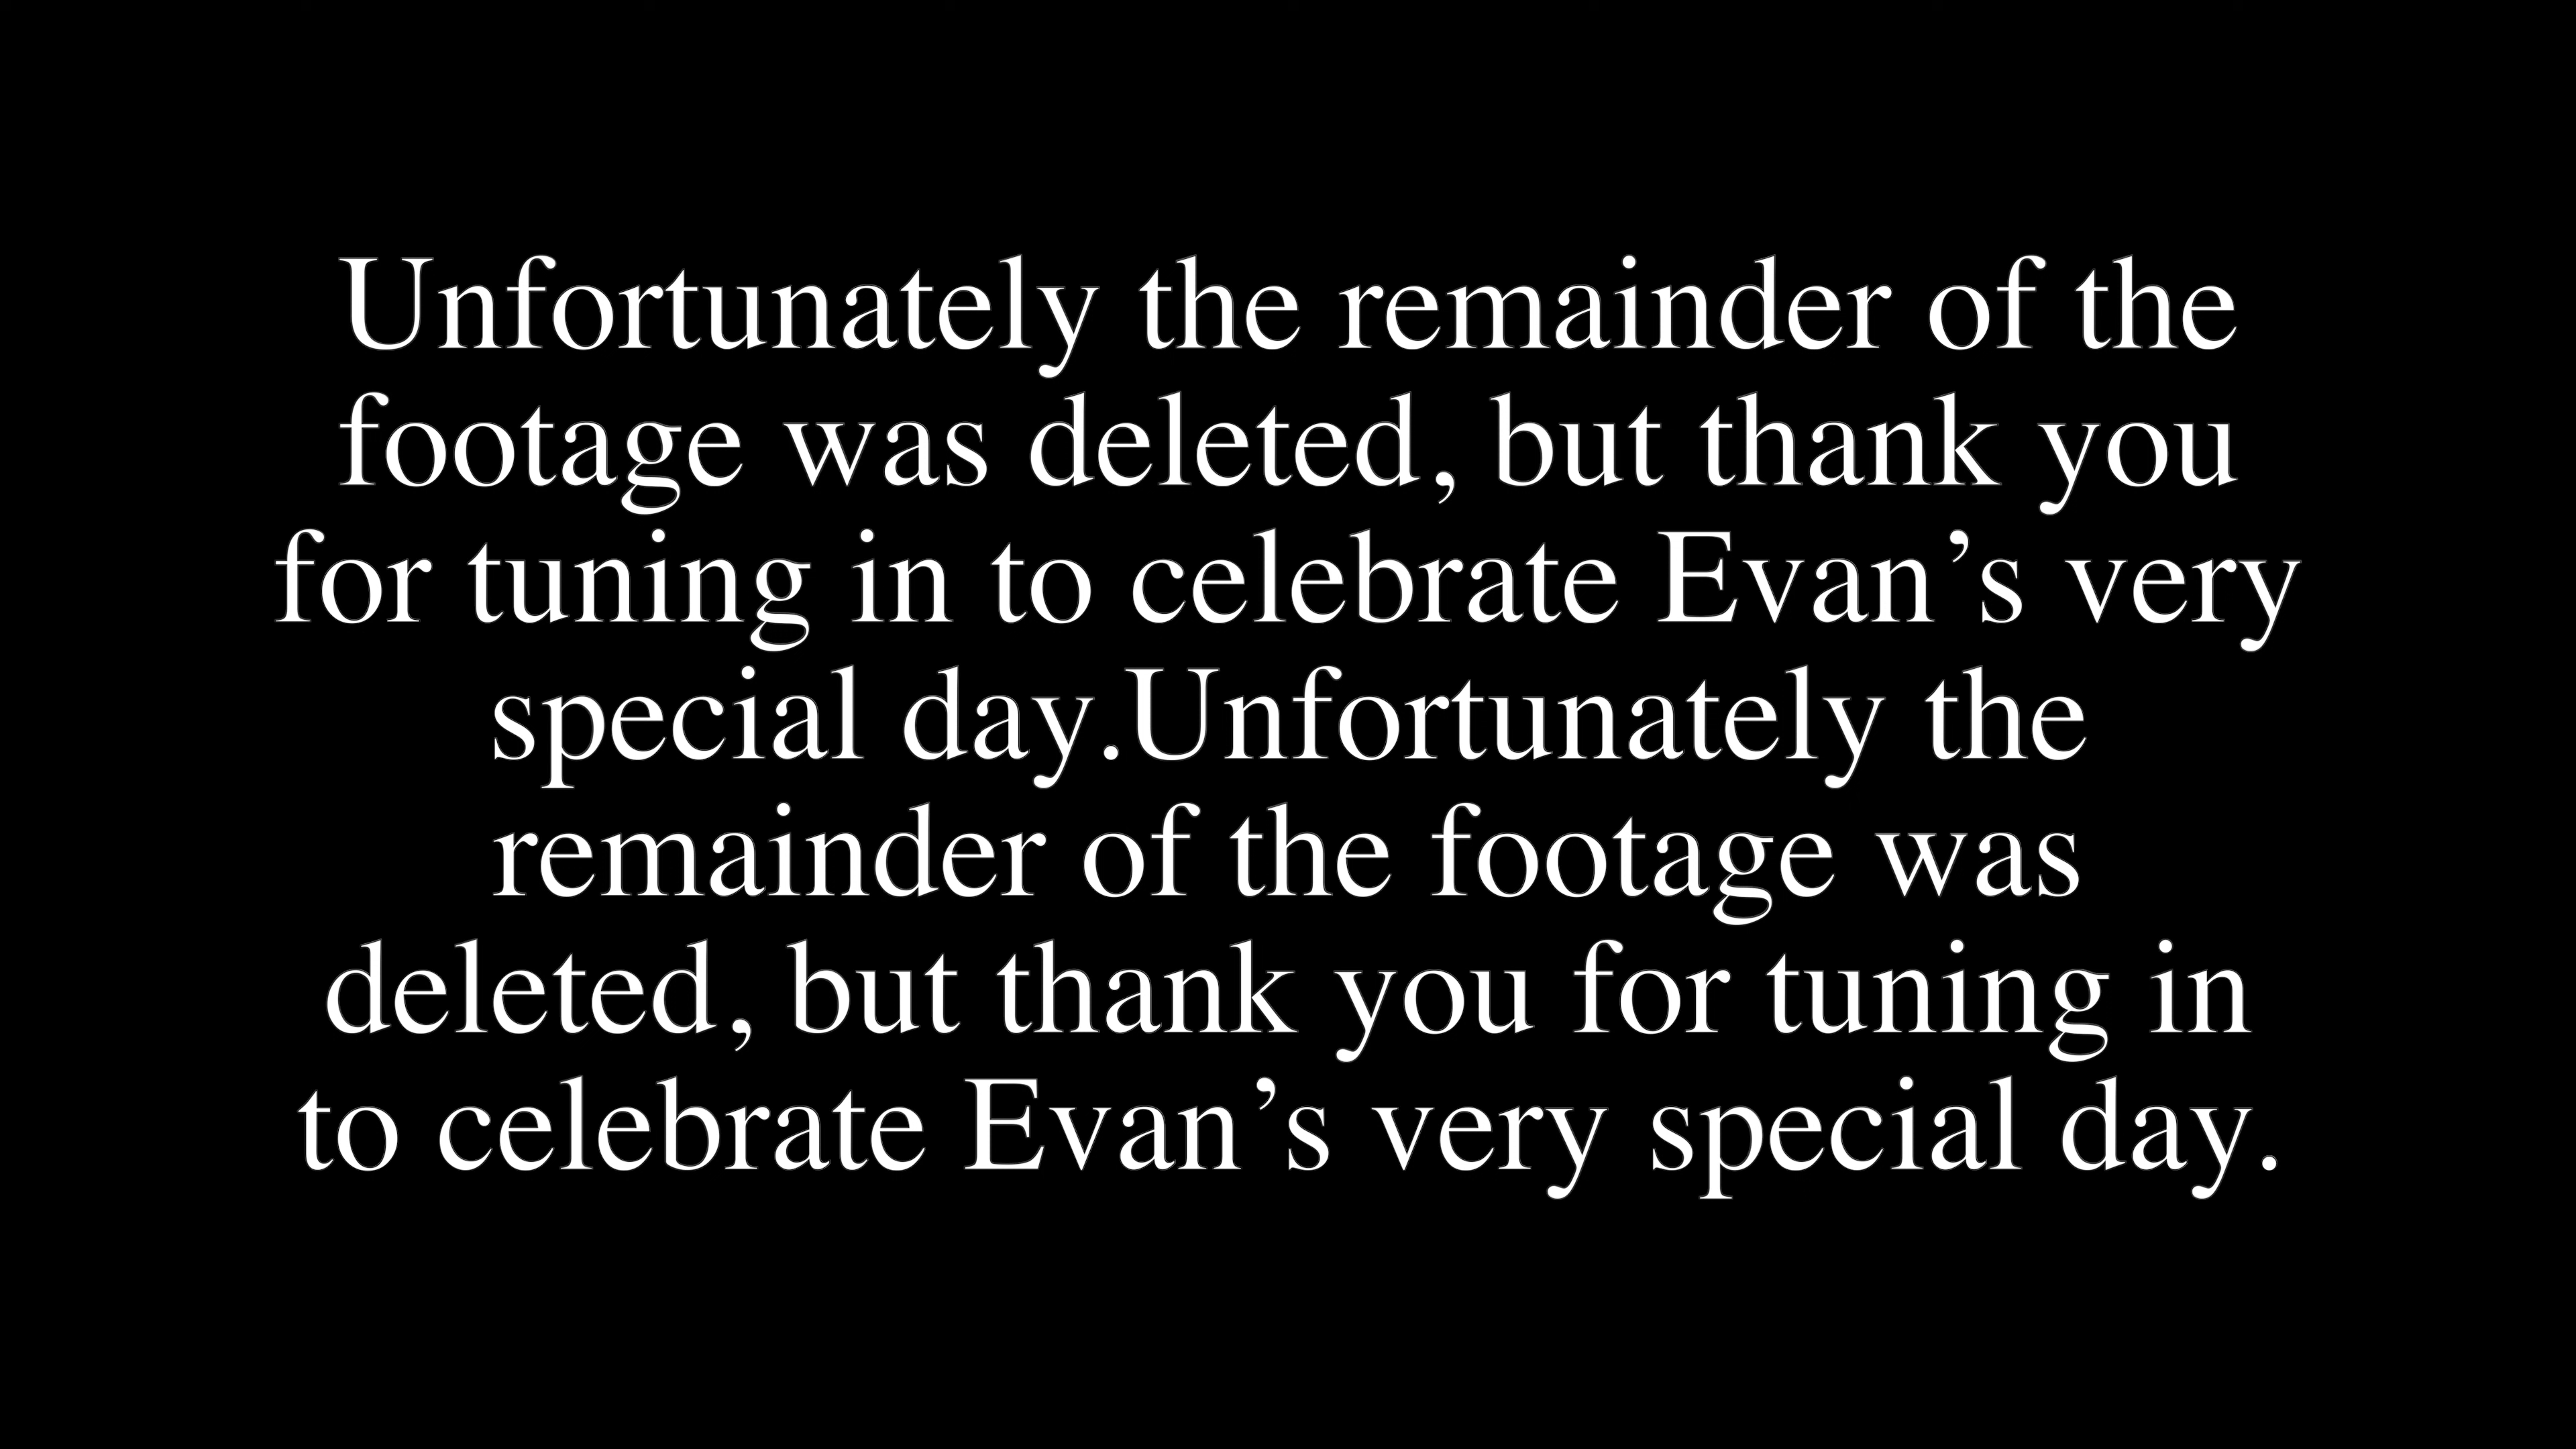 Unfortunately the remainder of the
footage was deleted, but thank you
for tuning in to celebrate Evan’s very
special day.Unfortunately the
remainder of the footage was
deleted, but thank you for tuning in
to celebrate Evan’s very special day.